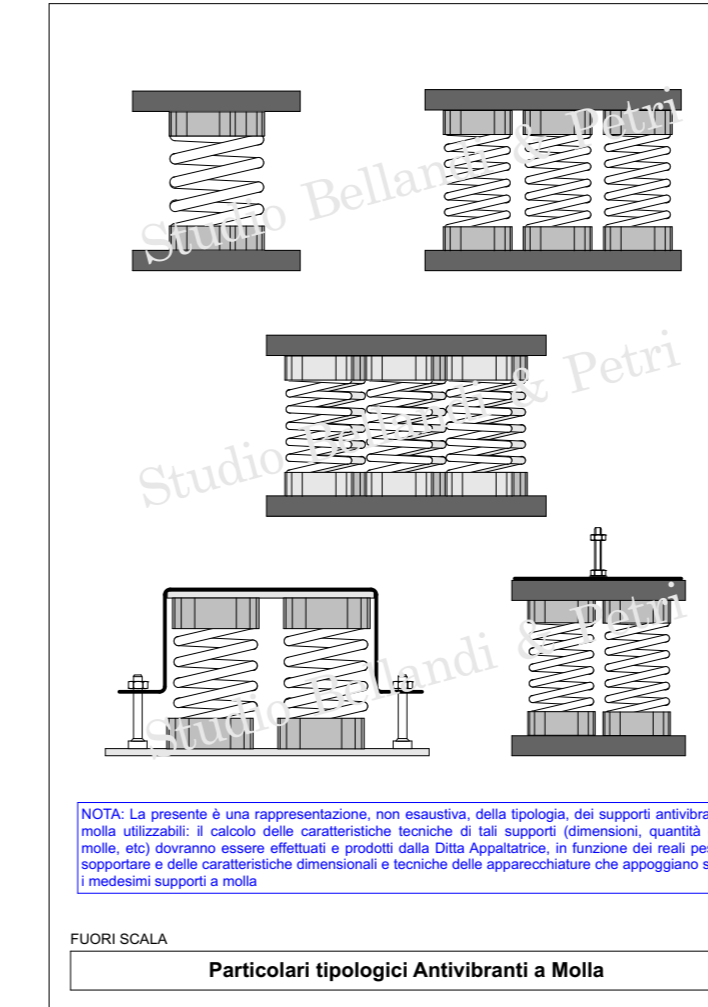 Studio Bellandi & Petri
Studio Bellandi & Petri
Studio Bellandi & Petri
NOTA: La presente è una rappresentazione, non esaustiva, della tipologia, dei supporti
molla utilizzabili: il calcolo delle caratteristiche tecniche di tali supporti (dimensioni, quantità
molle, etc) dovranno essere effettuati e prodotti dalla Ditta Appaltatrice, in funzione dei reali
sopportare e delle caratteristiche dimensionali e tecniche delle apparecchiature che appoggiano
i medesimi supporti a molla
FUORI SCALA
Particolari tipologici Antivibranti a Molla